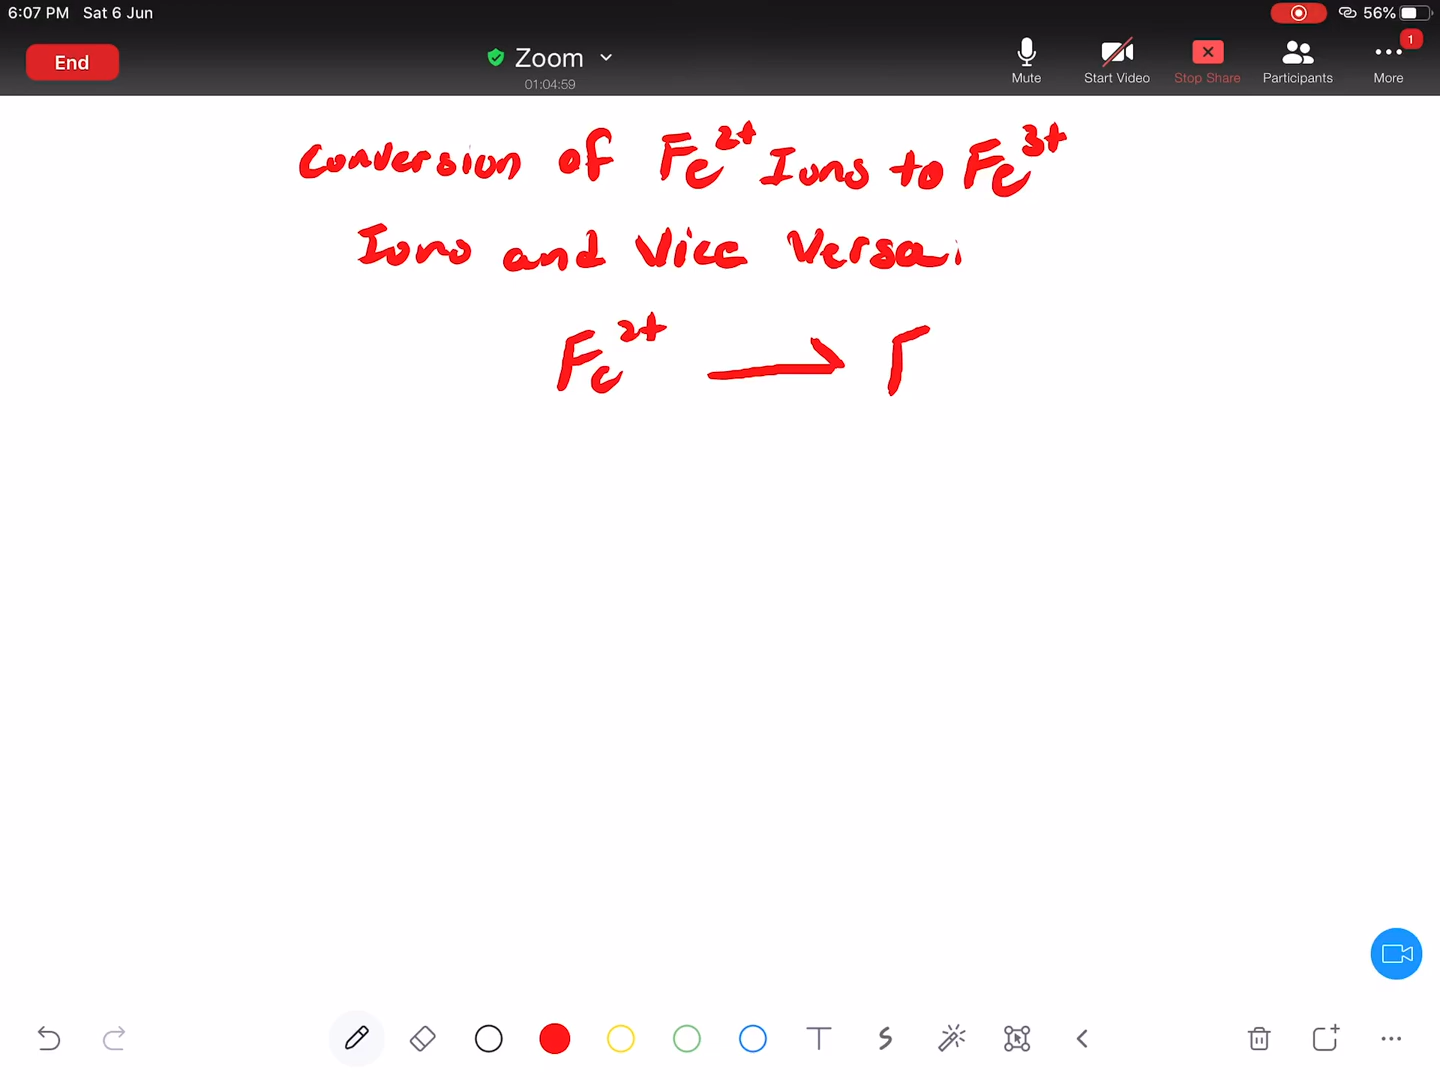 6:07 PM Sat 6 Jun 56%
End Zoom 1
01:04:59
Mute Start Video Stop Share Participants More
Conversion of Fe²⁺ Ions to Fe³⁺
Ions and Vice Versa
Fe²⁺ →
T